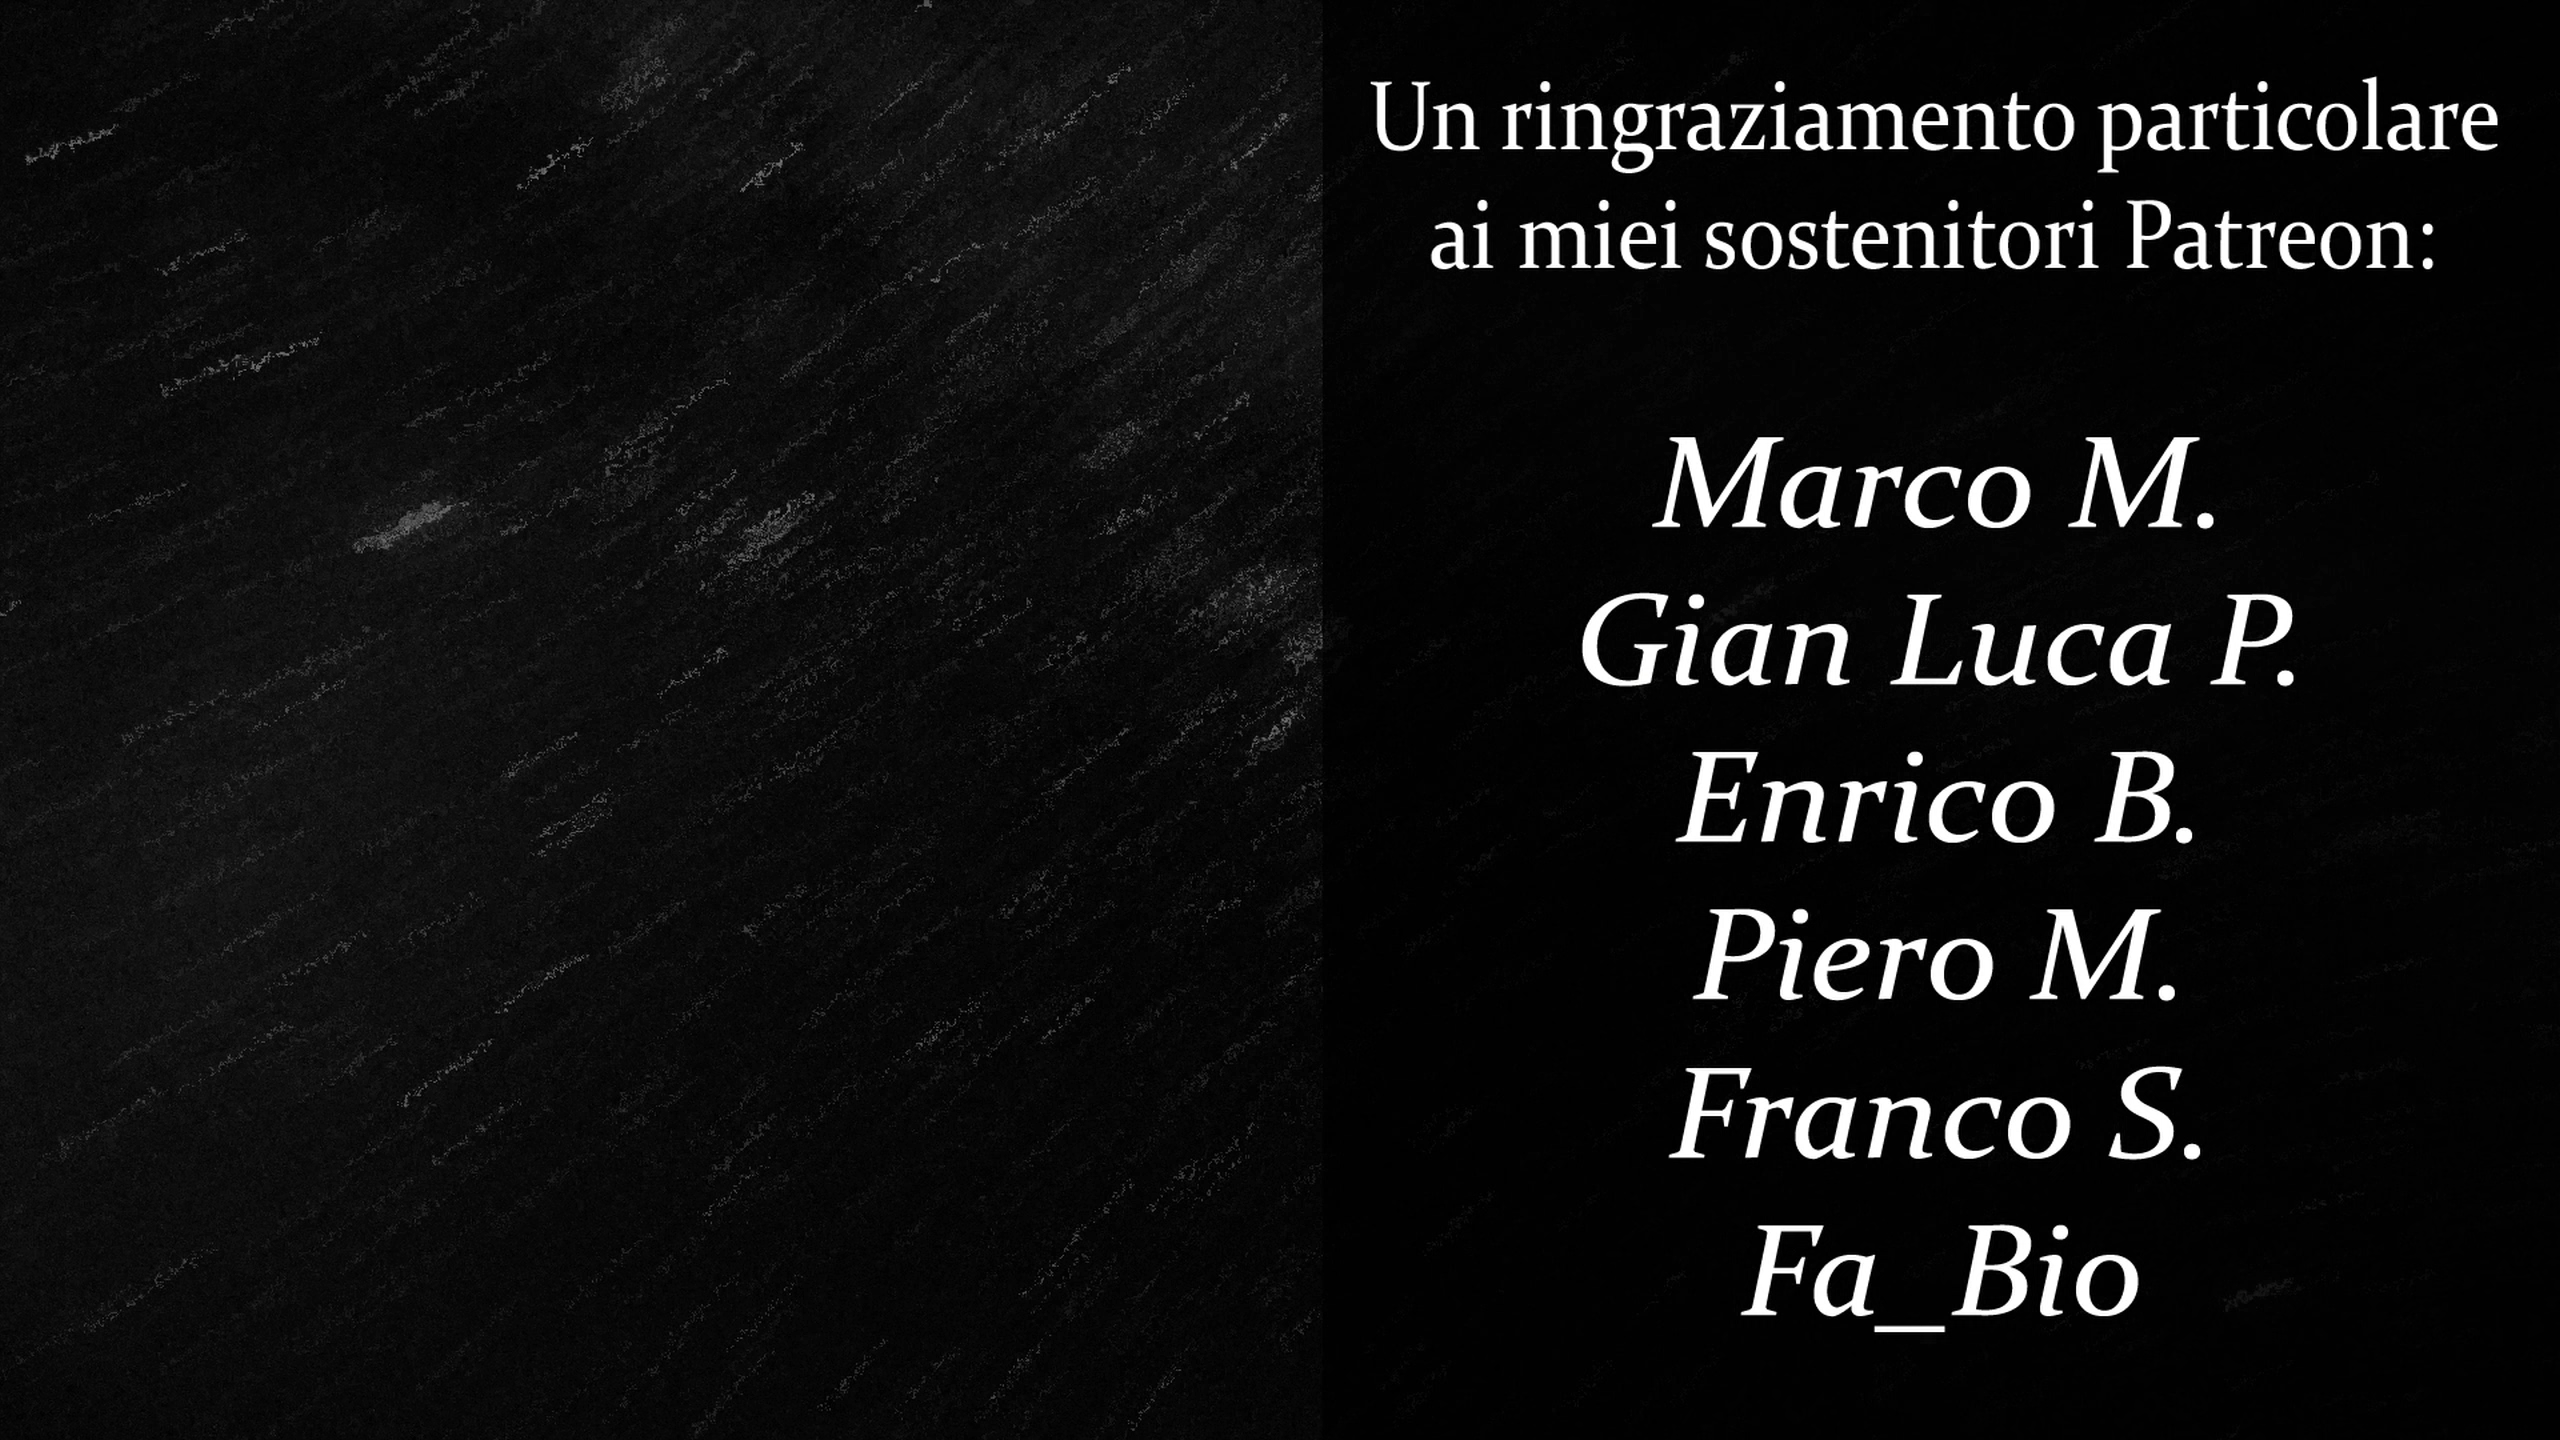 Un ringraziamento particolare
ai miei sostenitori Patreon:
Marco M.
Gian Luca P.
Enrico B.
Piero M.
Franco S.
Fa_Bio